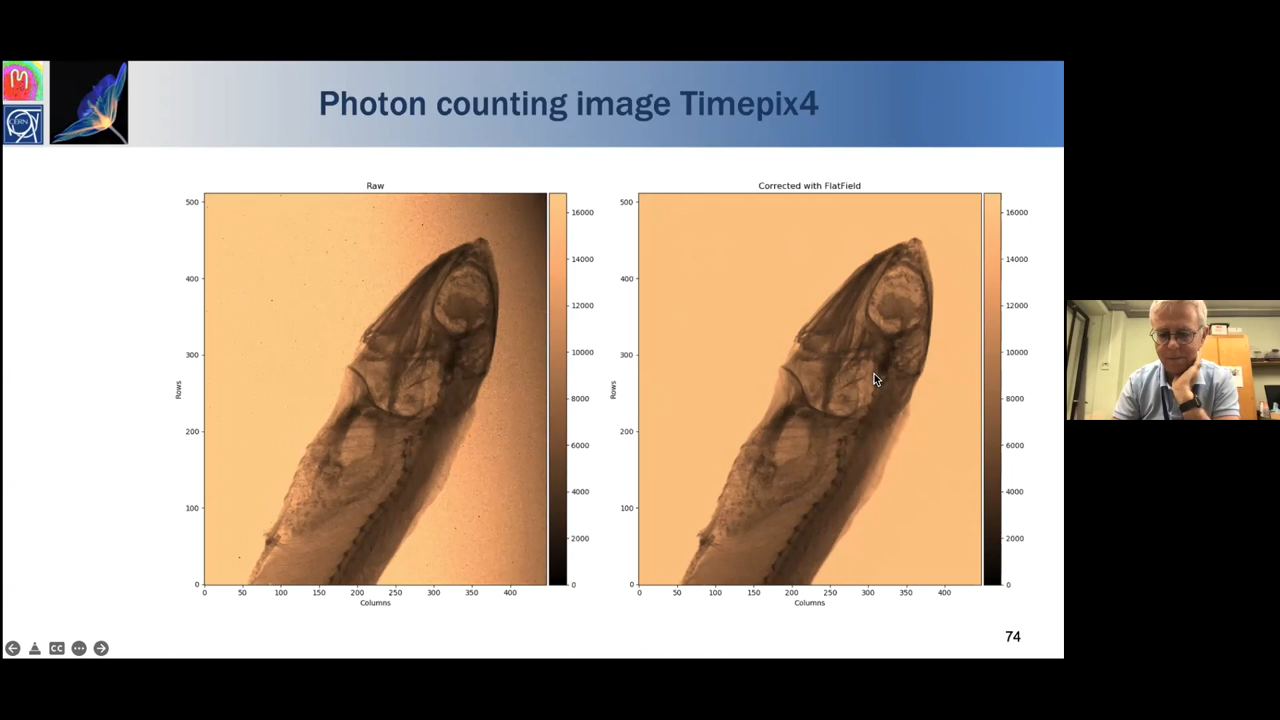 Photon counting image Timepix4
CERN
Raw
500
400
300
200
100
0
Rows
0 50 100 150 200 250 300 350 400
Columns
16000
14000
12000
10000
8000
6000
4000
2000
0
Corrected with FlatField
500
400
300
200
100
0
Rows
0 50 100 150 200 250 300 350 400
Columns
16000
14000
12000
10000
8000
6000
4000
2000
0
74
CC